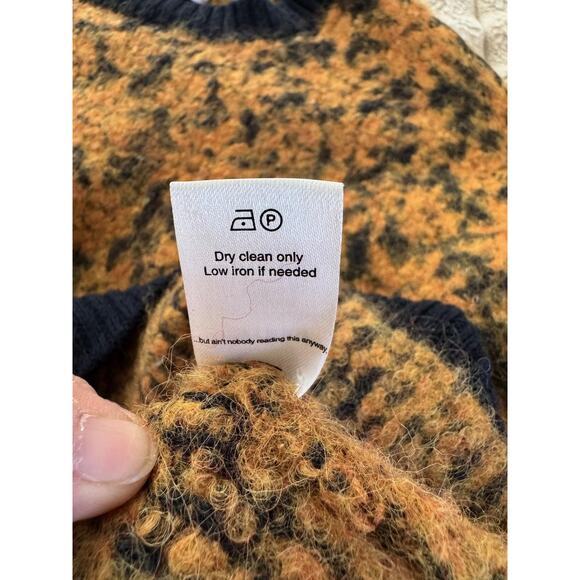 P
Dry clean only
Low iron if needed
...but ain't nobody reading this anyway.